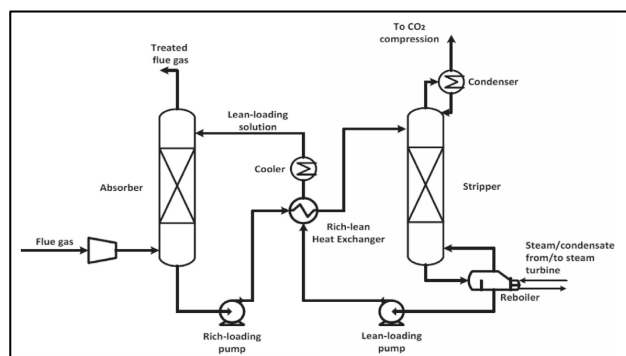 To CO₂
compression
Treated
flue gas
Condenser
Lean-loading
solution
Cooler
Absorber
Stripper
Rich-lean
Heat Exchanger
Flue gas
Steam/condensate
from/to steam
turbine
Reboiler
Rich-loading
pump
Lean-loading
pump